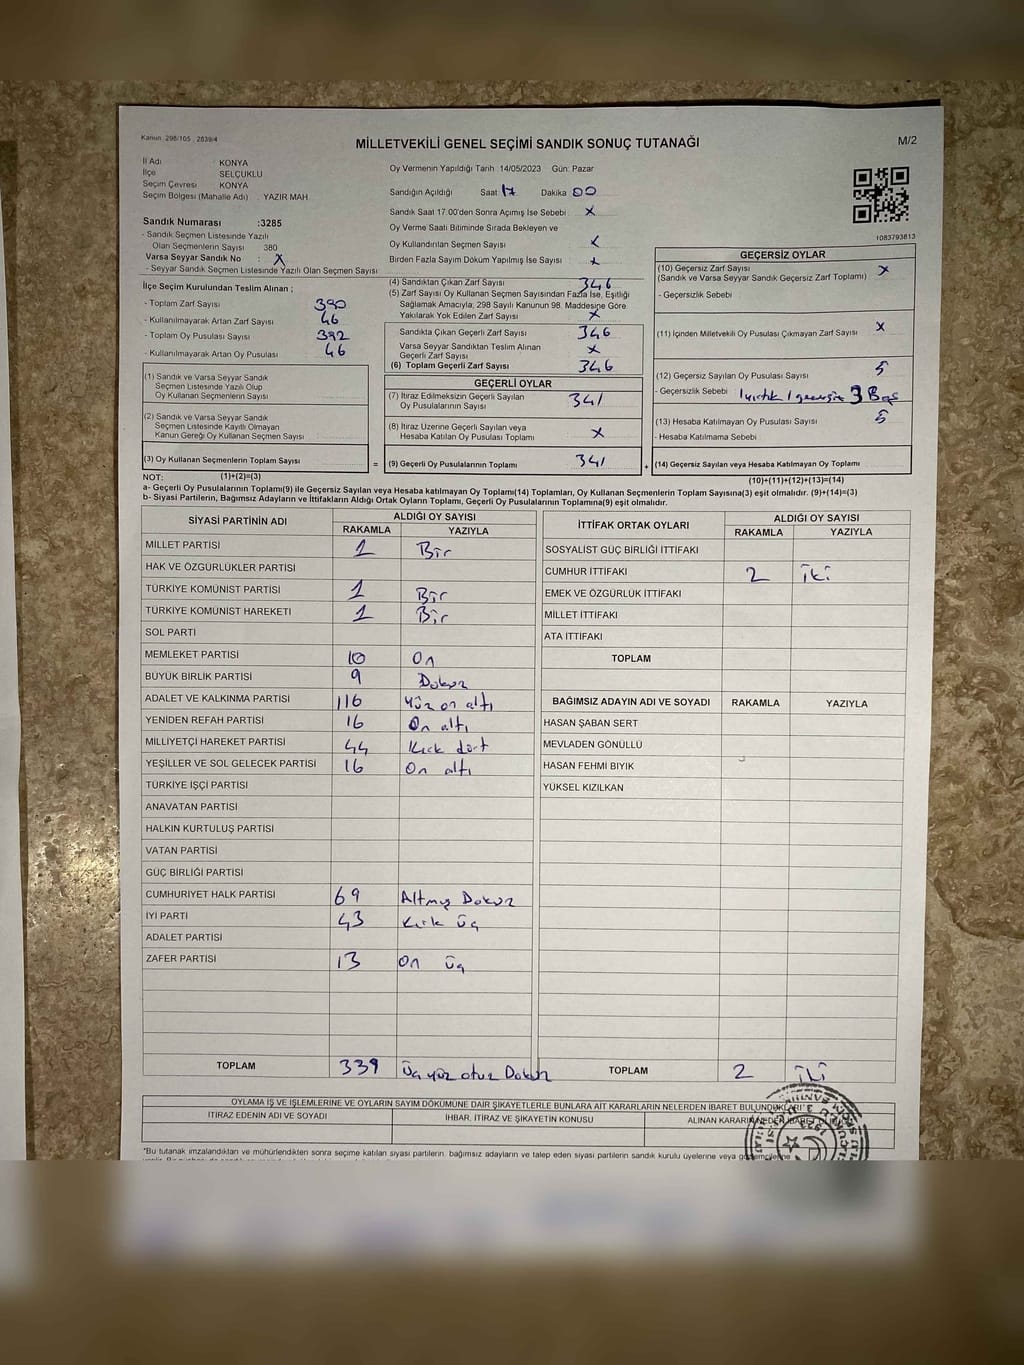 Kanun: 298/105 , 2839/4
MİLLETVEKİLİ GENEL SEÇİMİ SANDIK SONUÇ TUTANAĞI
M/2
İl Adı : KONYA
İlçe : SELÇUKLU
Seçim Çevresi : KONYA
Seçim Bölgesi (Mahalle Adı) : YAZIR MAH.
Oy Vermenin Yapıldığı Tarih 14/05/2023 Gün: Pazar
Sandığın Açıldığı Saat: 17 Dakika: 00
Sandık Saat 17.00'den Sonra Açımış İse Sebebi : X
Oy Verme Saati Bitiminde Sırada Bekleyen ve
Oy Kullandırılan Seçmen Sayısı
Birden Fazla Sayım Döküm Yapılmış İse Sayısı :
1083793813
Sandık Numarası :3285
- Sandık Seçmen Listesinde Yazılı
Olan Seçmenlerin Sayısı 380
Varsa Seyyar Sandık No : X
- Seyyar Sandık Seçmen Listesinde Yazılı Olan Seçmen Sayısı
İlçe Seçim Kurulundan Teslim Alınan ;
- Toplam Zarf Sayısı 390
- Kullanılmayarak Artan Zarf Sayısı 46
- Toplam Oy Pusulası Sayısı 392
- Kullanılmayarak Artan Oy Pusulası 46
(4) Sandıktan Çıkan Zarf Sayısı 346
(5) Zarf Sayısı Oy Kullanan Seçmen Sayısından Fazla İse, Eşitliği
Sağlamak Amacıyla; 298 Sayılı Kanunun 98. Maddesine Göre
Yakılarak Yok Edilen Zarf Sayısı X
Sandıkta Çıkan Geçerli Zarf Sayısı 346
Varsa Seyyar Sandıktan Teslim Alınan
Geçerli Zarf Sayısı X
(6) Toplam Geçerli Zarf Sayısı 346
GEÇERLİ OYLAR
(7) İtiraz Edilmeksizin Geçerli Sayılan
Oy Pusulalarının Sayısı 341
(8) İtiraz Üzerine Geçerli Sayılan veya
Hesaba Katılan Oy Pusulası Toplamı X
(9) Geçerli Oy Pusulalarının Toplamı 341
GEÇERSİZ OYLAR
(10) Geçersiz Zarf Sayısı X
(Sandık ve Varsa Seyyar Sandık Geçersiz Zarf Toplamı)
- Geçersizlik Sebebi
(11) İçinden Milletvekili Oy Pusulası Çıkmayan Zarf Sayısı X
(12) Geçersiz Sayılan Oy Pusulası Sayısı 5
- Geçersizlik Sebebi 1 yırtık 1 geçersiz 3 Boş
(13) Hesaba Katılmayan Oy Pusulası Sayısı 5
- Hesaba Katılmama Sebebi
+ (14) Geçersiz Sayılan veya Hesaba Katılmayan Oy Toplamı
(10)+(11)+(12)+(13)=(14)
(1) Sandık ve Varsa Seyyar Sandık
Seçmen Listesinde Yazılı Olup
Oy Kullanan Seçmenlerin Sayısı
(2) Sandık ve Varsa Seyyar Sandık
Seçmen Listesinde Kayıtlı Olmayan
Kanun Gereği Oy Kullanan Seçmen Sayısı
(3) Oy Kullanan Seçmenlerin Toplam Sayısı =
NOT: (1)+(2)=(3)
a- Geçerli Oy Pusulalarının Toplamı(9) ile Geçersiz Sayılan veya Hesaba katılmayan Oy Toplamı(14) Toplamları, Oy Kullanan Seçmenlerin Toplam Sayısına(3) eşit olmalıdır. (9)+(14)=(3)
b- Siyasi Partilerin, Bağımsız Adayların ve İttifakların Aldığı Ortak Oyların Toplamı, Geçerli Oy Pusulalarının Toplamına(9) eşit olmalıdır.
SİYASİ PARTİNİN ADI ALDIĞI OY SAYISI
RAKAMLA YAZIYLA
MİLLET PARTİSİ 1 Bir
HAK VE ÖZGÜRLÜKLER PARTİSİ
TÜRKİYE KOMÜNİST PARTİSİ 1 Bir
TÜRKİYE KOMÜNİST HAREKETİ 1 Bir
SOL PARTİ
MEMLEKET PARTİSİ 10 On
BÜYÜK BİRLİK PARTİSİ 9 Dokuz
ADALET VE KALKINMA PARTİSİ 116 Yüz on altı
YENİDEN REFAH PARTİSİ 16 On altı
MİLLİYETÇİ HAREKET PARTİSİ 44 Kırk dört
YEŞİLLER VE SOL GELECEK PARTİSİ 16 On altı
TÜRKİYE İŞÇİ PARTİSİ
ANAVATAN PARTİSİ
HALKIN KURTULUŞ PARTİSİ
VATAN PARTİSİ
GÜÇ BİRLİĞİ PARTİSİ
CUMHURİYET HALK PARTİSİ 69 Altmış Dokuz
İYİ PARTİ 43 Kırk üç
ADALET PARTİSİ
ZAFER PARTİSİ 13 On üç
TOPLAM 339 üçyüz otuz Dokuz
İTTİFAK ORTAK OYLARI ALDIĞI OY SAYISI
RAKAMLA YAZIYLA
SOSYALİST GÜÇ BİRLİĞİ İTTİFAKI
CUMHUR İTTİFAKI 2 iki
EMEK VE ÖZGÜRLÜK İTTİFAKI
MİLLET İTTİFAKI
ATA İTTİFAKI
TOPLAM
BAĞIMSIZ ADAYIN ADI VE SOYADI RAKAMLA YAZIYLA
HASAN ŞABAN SERT
MEVLADEN GÖNÜLLÜ
HASAN FEHMİ BIYIK
YÜKSEL KIZILKAN
TOPLAM 2 iki
OYLAMA İŞ VE İŞLEMLERİNE VE OYLARIN SAYIM DÖKÜMÜNE DAİR ŞİKAYETLERLE BUNLARA AİT KARARLARIN NELERDEN İBARET BULUNDUKLARI
İTİRAZ EDENİN ADI VE SOYADI İHBAR, İTİRAZ VE ŞİKAYETİN KONUSU ALINAN KARARIN NEDEN İBARET
*Bu tutanak imzalandıktan ve mühürlendikten sonra seçime katılan siyasi partilerin, bağımsız adayların ve talep eden siyasi partilerin sandık kurulu üyelerine veya gözlemcilerine